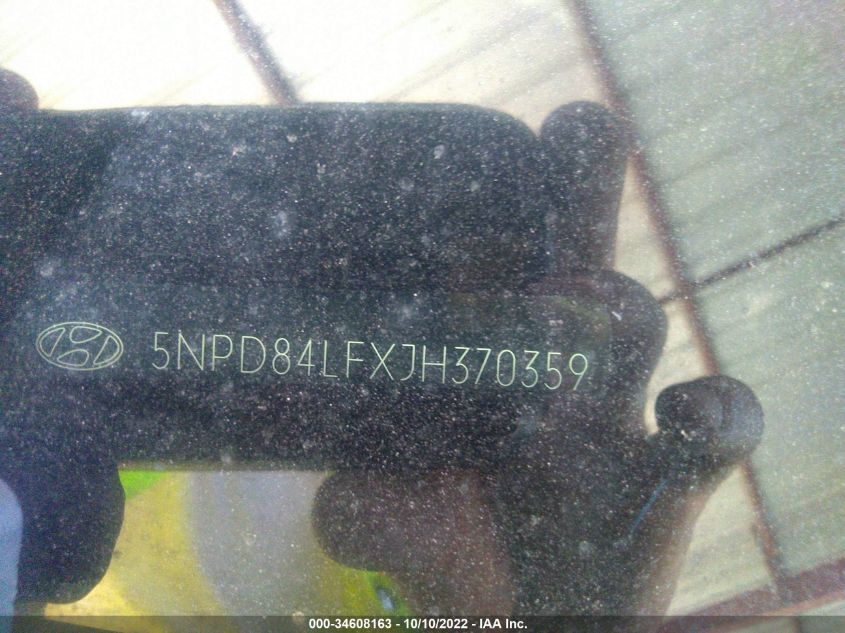 5NPD84LFXJH370359
000-34608163 - 10/10/2022 - IAA Inc.